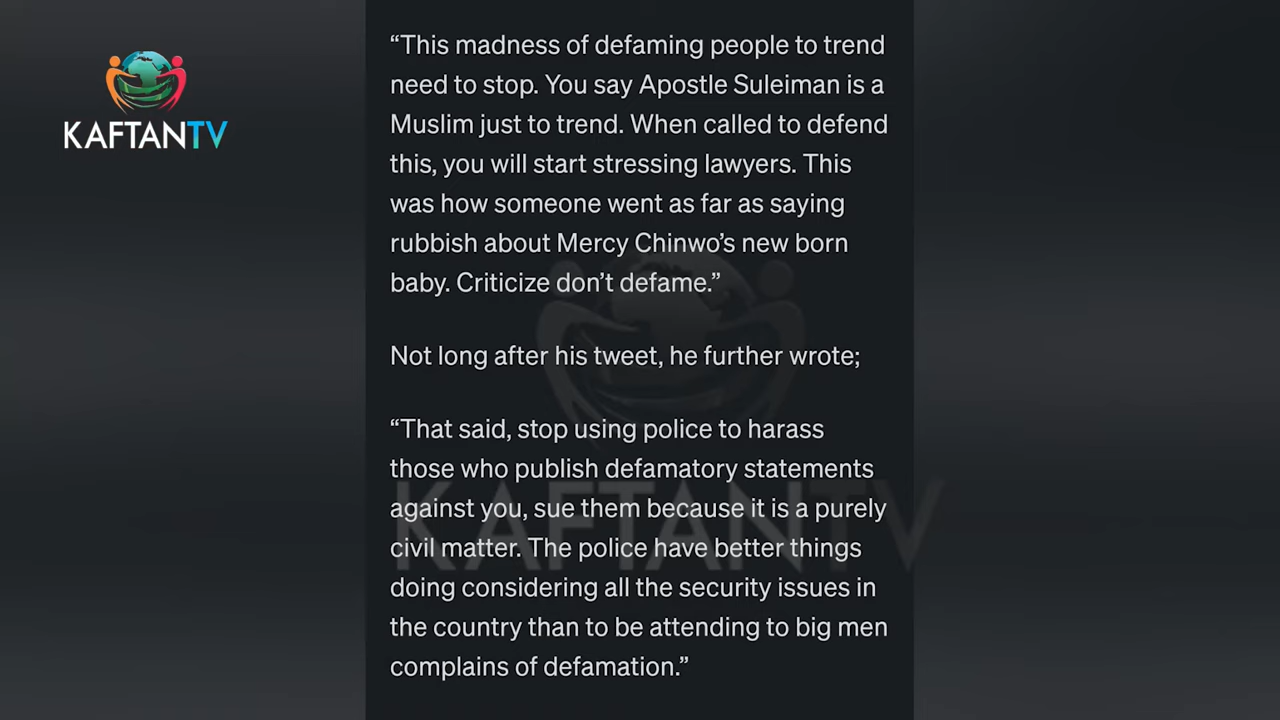 KAFTANTV
“This madness of defaming people to trend
need to stop. You say Apostle Suleiman is a
Muslim just to trend. When called to defend
this, you will start stressing lawyers. This
was how someone went as far as saying
rubbish about Mercy Chinwo’s new born
baby. Criticize don’t defame.”
Not long after his tweet, he further wrote;
“That said, stop using police to harass
those who publish defamatory statements
against you, sue them because it is a purely
civil matter. The police have better things
doing considering all the security issues in
the country than to be attending to big men
complains of defamation.”
KAFTANTV